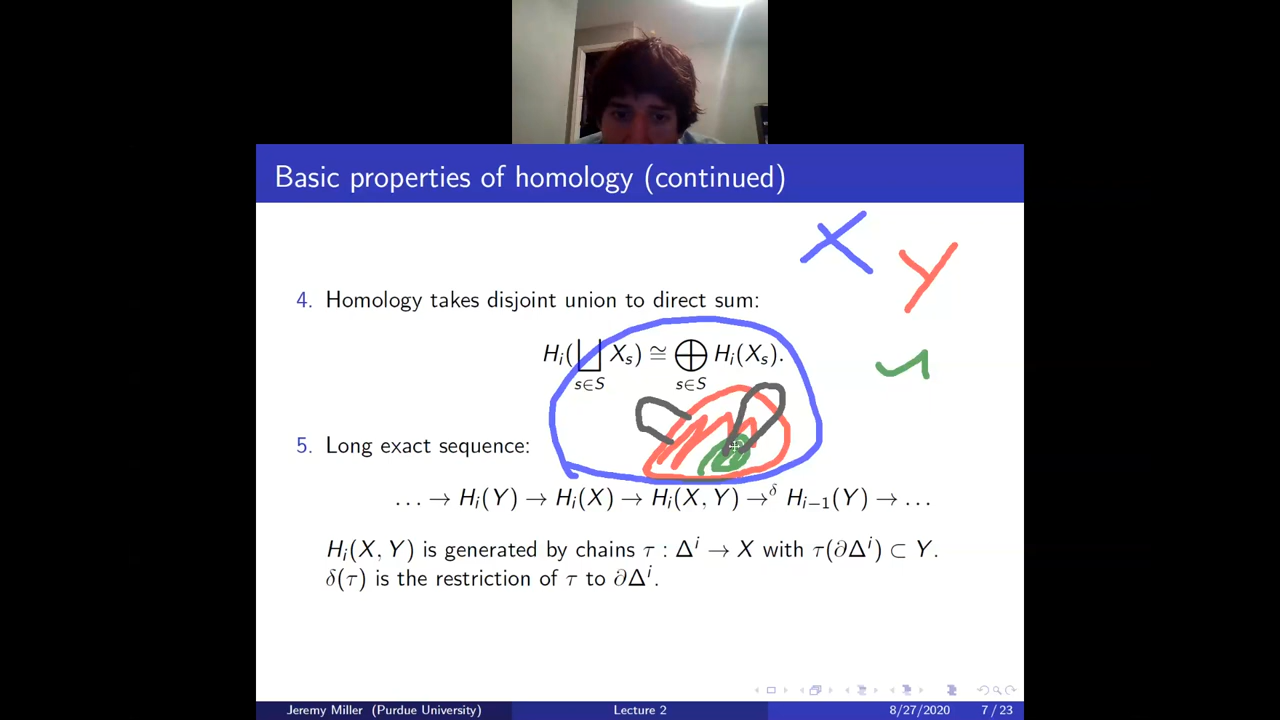 Basic properties of homology (continued)
X
Y
4. Homology takes disjoint union to direct sum:
H_i(⨆_{s∈S} X_s) ≅ ⨁_{s∈S} H_i(X_s).
5. Long exact sequence:
... → H_i(Y) → H_i(X) → H_i(X, Y) →^δ H_{i−1}(Y) → ...
H_i(X, Y) is generated by chains τ : Δ^i → X with τ(∂Δ^i) ⊂ Y.
δ(τ) is the restriction of τ to ∂Δ^i.
Jeremy Miller (Purdue University) Lecture 2 8/27/2020 7 / 23